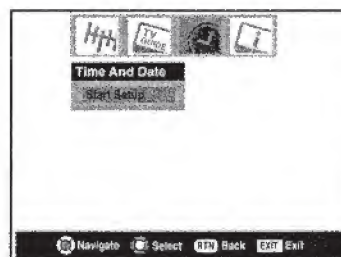 TV
GUIDE
i
Time And Date
Start Setup
Navigate Select RTN Back EXIT Exit